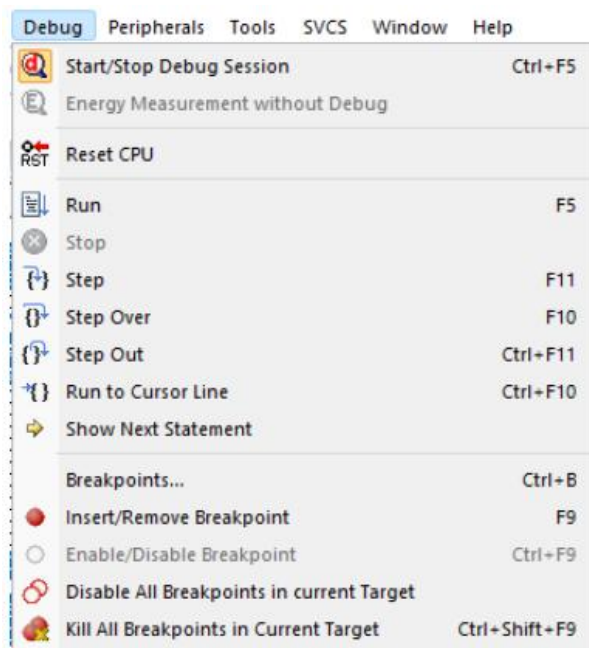 Debug Peripherals Tools SVCS Window Help
Start/Stop Debug Session Ctrl+F5
Energy Measurement without Debug
RST Reset CPU
Run F5
Stop
{} Step F11
{} Step Over F10
{} Step Out Ctrl+F11
{} Run to Cursor Line Ctrl+F10
Show Next Statement
Breakpoints... Ctrl+B
Insert/Remove Breakpoint F9
Enable/Disable Breakpoint Ctrl+F9
Disable All Breakpoints in current Target
Kill All Breakpoints in Current Target Ctrl+Shift+F9